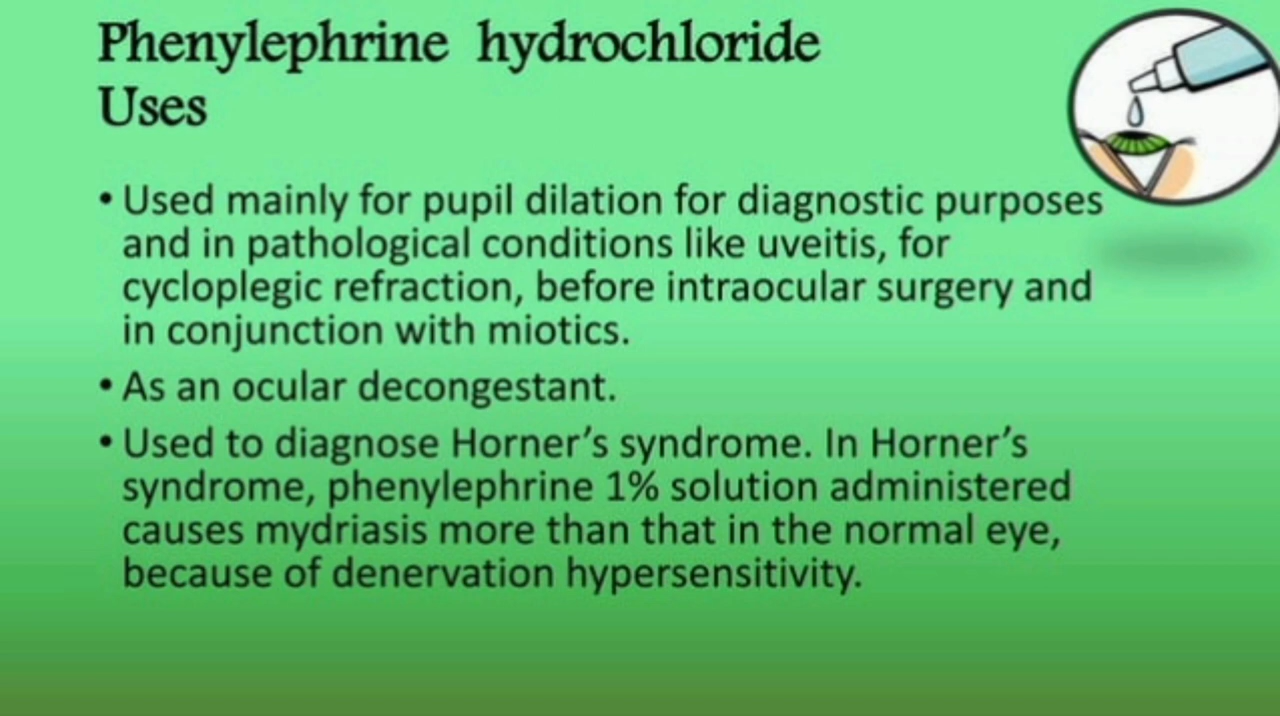 Phenylephrine hydrochloride
Uses
• Used mainly for pupil dilation for diagnostic purposes
and in pathological conditions like uveitis, for
cycloplegic refraction, before intraocular surgery and
in conjunction with miotics.
• As an ocular decongestant.
• Used to diagnose Horner’s syndrome. In Horner’s
syndrome, phenylephrine 1% solution administered
causes mydriasis more than that in the normal eye,
because of denervation hypersensitivity.